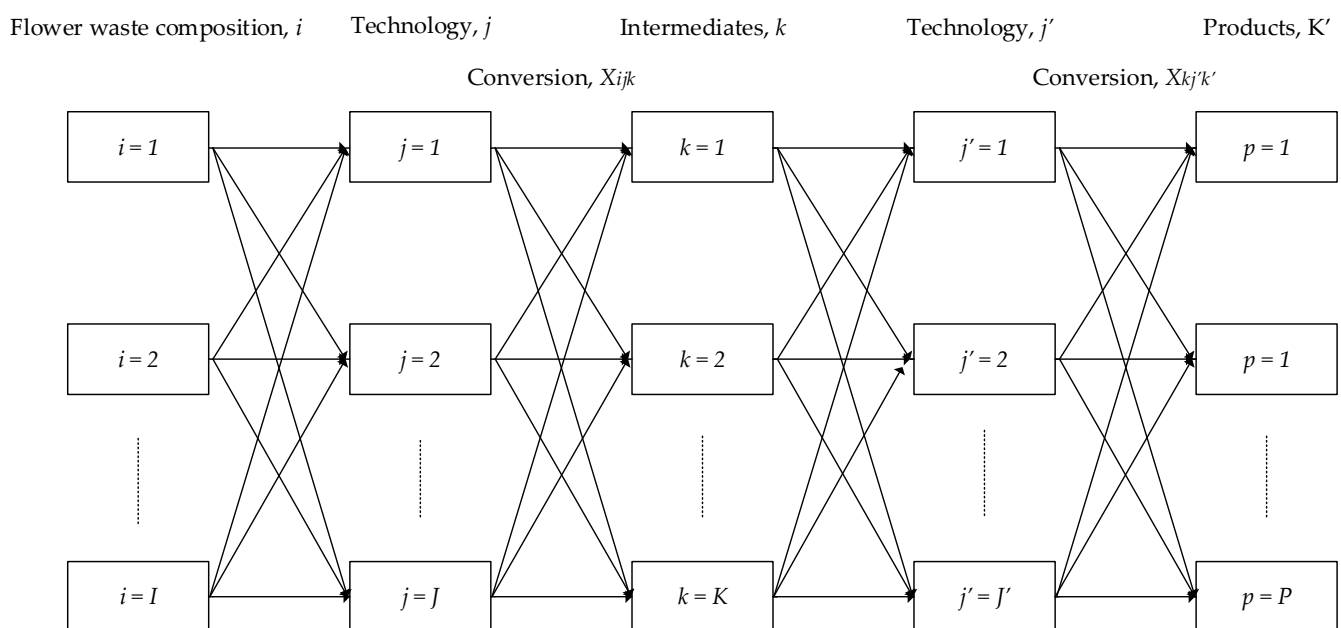 Flower waste composition, i Technology, j Intermediates, k Technology, j’ Products, K’
Conversion, Xijk Conversion, Xkj’k’
i = 1 j = 1 k = 1 j’ = 1 p = 1
i = 2 j = 2 k = 2 j’ = 2 p = 1
i = I j = J k = K j’ = J’ p = P